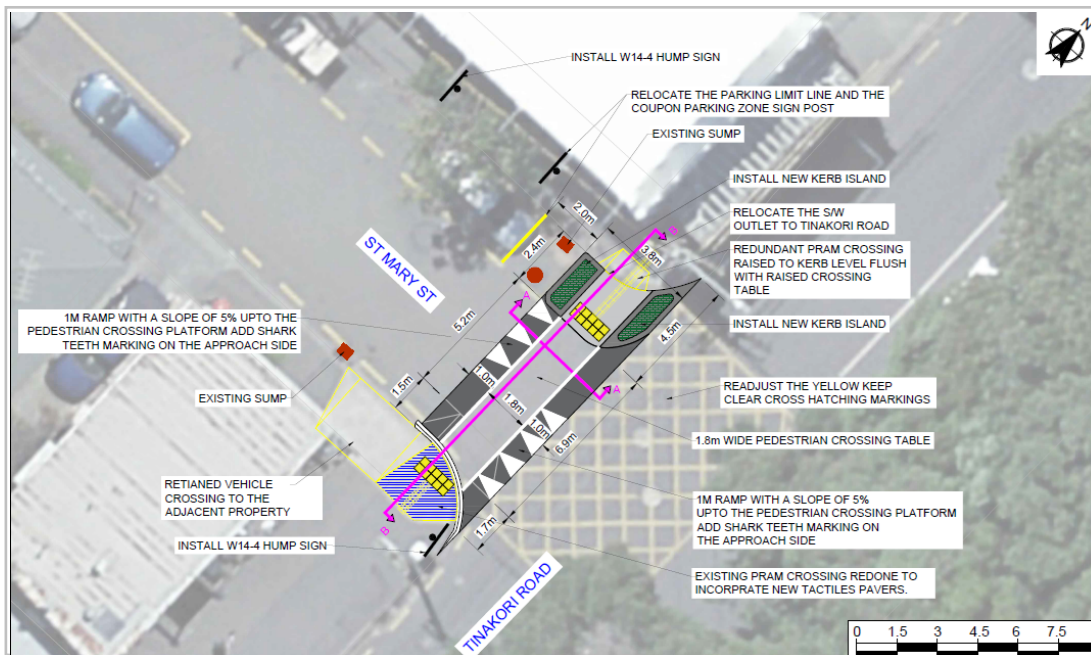 N
INSTALL W14-4 HUMP SIGN
RELOCATE THE PARKING LIMIT LINE AND THE
COUPON PARKING ZONE SIGN POST
EXISTING SUMP
INSTALL NEW KERB ISLAND
RELOCATE THE S/W
OUTLET TO TINAKORI ROAD
REDUNDANT PRAM CROSSING
RAISED TO KERB LEVEL FLUSH
WITH RAISED CROSSING
TABLE
INSTALL NEW KERB ISLAND
READJUST THE YELLOW KEEP
CLEAR CROSS HATCHING MARKINGS
1.8m WIDE PEDESTRIAN CROSSING TABLE
1M RAMP WITH A SLOPE OF 5%
UPTO THE PEDESTRIAN CROSSING PLATFORM
ADD SHARK TEETH MARKING ON
THE APPROACH SIDE
EXISTING PRAM CROSSING REDONE TO
INCORPRATE NEW TACTILES PAVERS.
ST MARY ST
1M RAMP WITH A SLOPE OF 5% UPTO THE
PEDESTRIAN CROSSING PLATFORM ADD SHARK
TEETH MARKING ON THE APPROACH SIDE
EXISTING SUMP
RETIANED VEHICLE
CROSSING TO THE
ADJACENT PROPERTY
INSTALL W14-4 HUMP SIGN
TINAKORI ROAD
2.0m
2.4m
3.8m
5.2m
4.5m
1.5m
1.0m
1.8m
1.0m
6.9m
1.7m
A
A
B
B
0 1.5 3 4.5 6 7.5